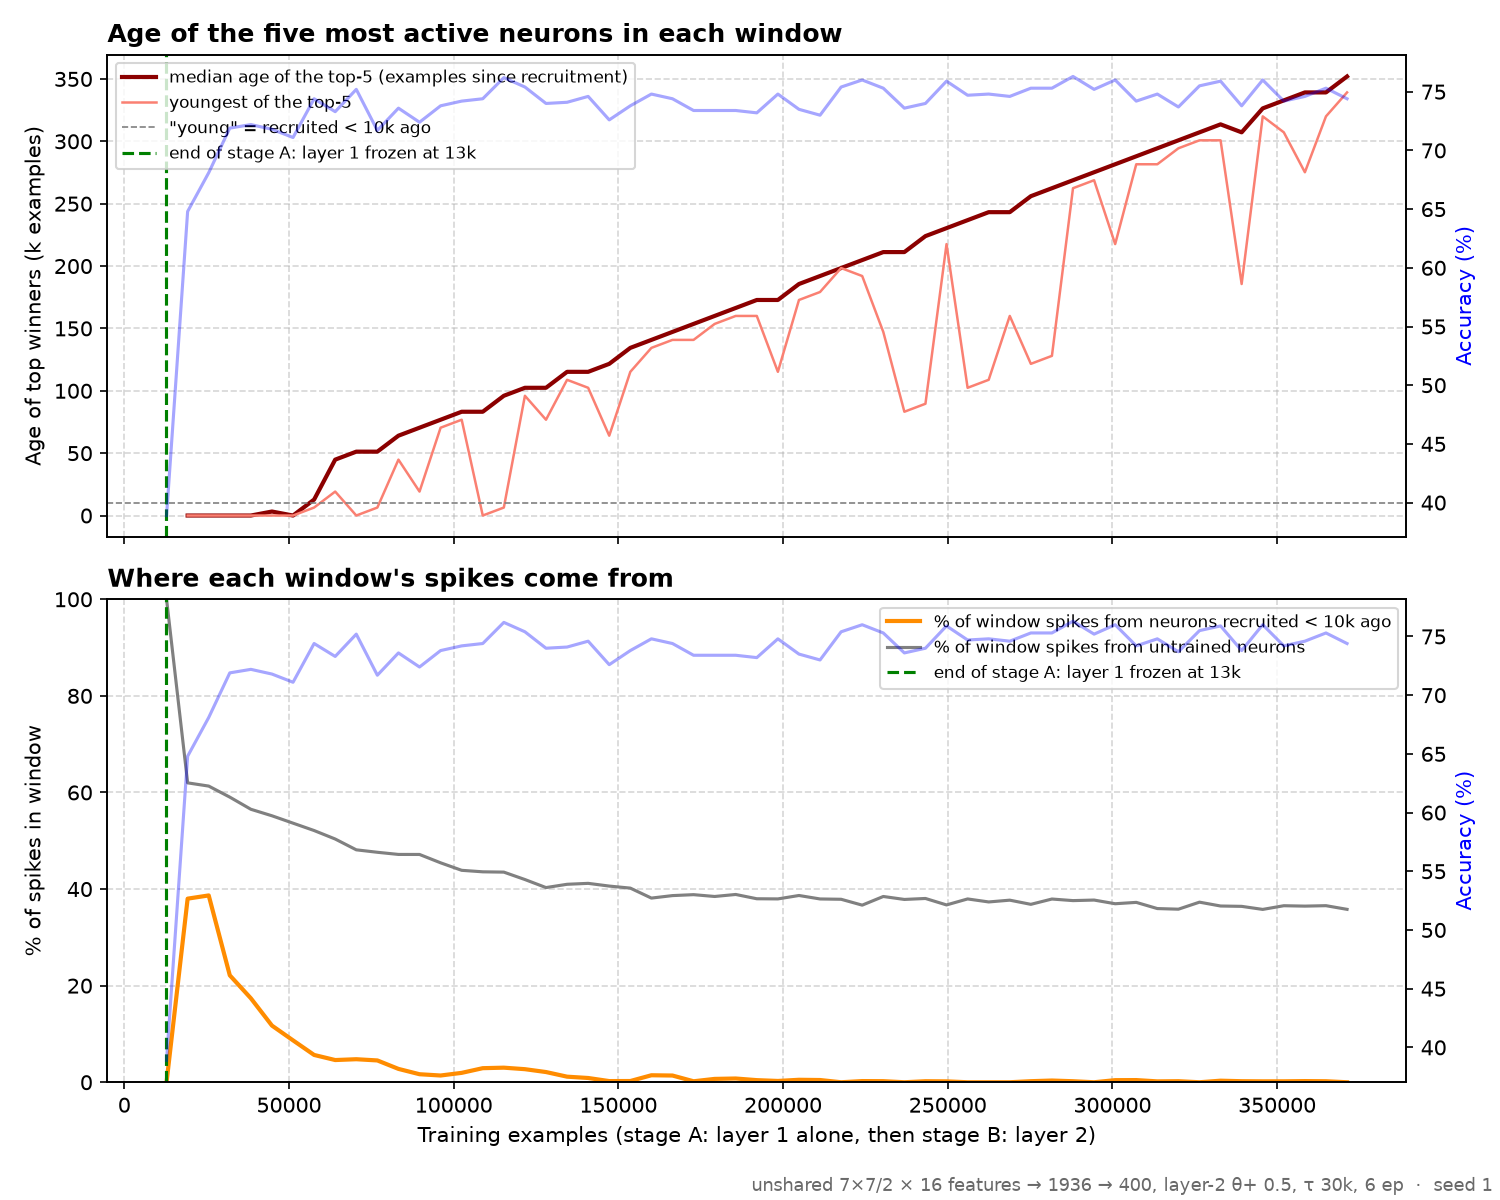 Age of the five most active neurons in each window
median age of the top-5 (examples since recruitment)
youngest of the top-5
"young" = recruited < 10k ago
end of stage A: layer 1 frozen at 13k
Age of top winners (k examples)
350
300
250
200
150
100
50
0
75
70
65
60
55
50
45
40
Accuracy (%)
Where each window's spikes come from
% of window spikes from neurons recruited < 10k ago
% of window spikes from untrained neurons
end of stage A: layer 1 frozen at 13k
% of spikes in window
100
80
60
40
20
0
75
70
65
60
55
50
45
40
Accuracy (%)
0 50000 100000 150000 200000 250000 300000 350000
Training examples (stage A: layer 1 alone, then stage B: layer 2)
unshared 7×7/2 × 16 features → 1936 → 400, layer-2 θ+ 0.5, τ 30k, 6 ep · seed 1